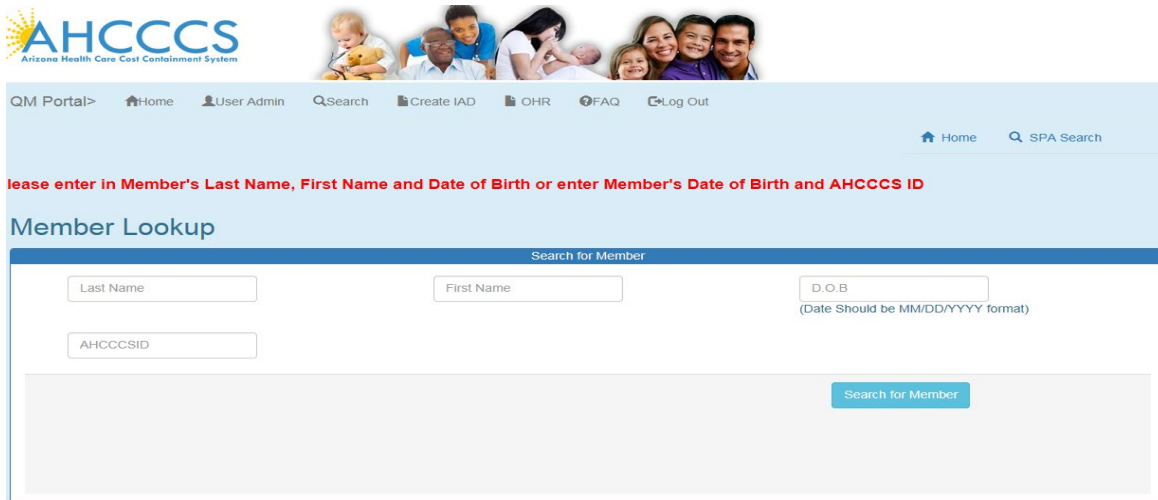 AHCCCS
Arizona Health Care Cost Containment System
QM Portal> Home User Admin Search Create IAD OHR FAQ Log Out
Home SPA Search
lease enter in Member's Last Name, First Name and Date of Birth or enter Member's Date of Birth and AHCCCS ID
Member Lookup
Search for Member
Last Name First Name D.O.B
(Date Should be MM/DD/YYYY format)
AHCCCSID
Search for Member